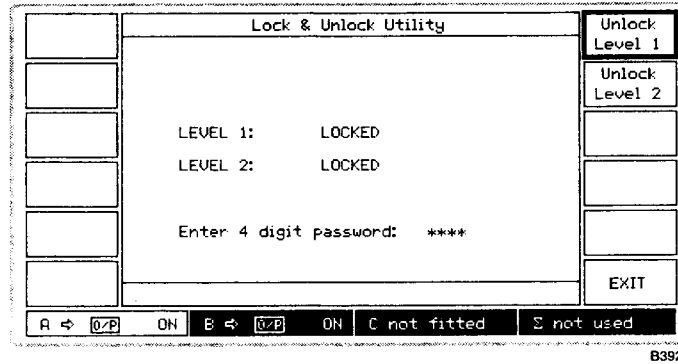 Lock & Unlock Utility
Unlock
Level 1
Unlock
Level 2
LEVEL 1: LOCKED
LEVEL 2: LOCKED
Enter 4 digit password: ****
EXIT
A ⇨ O/P ON B ⇨ O/P ON C not fitted Σ not used